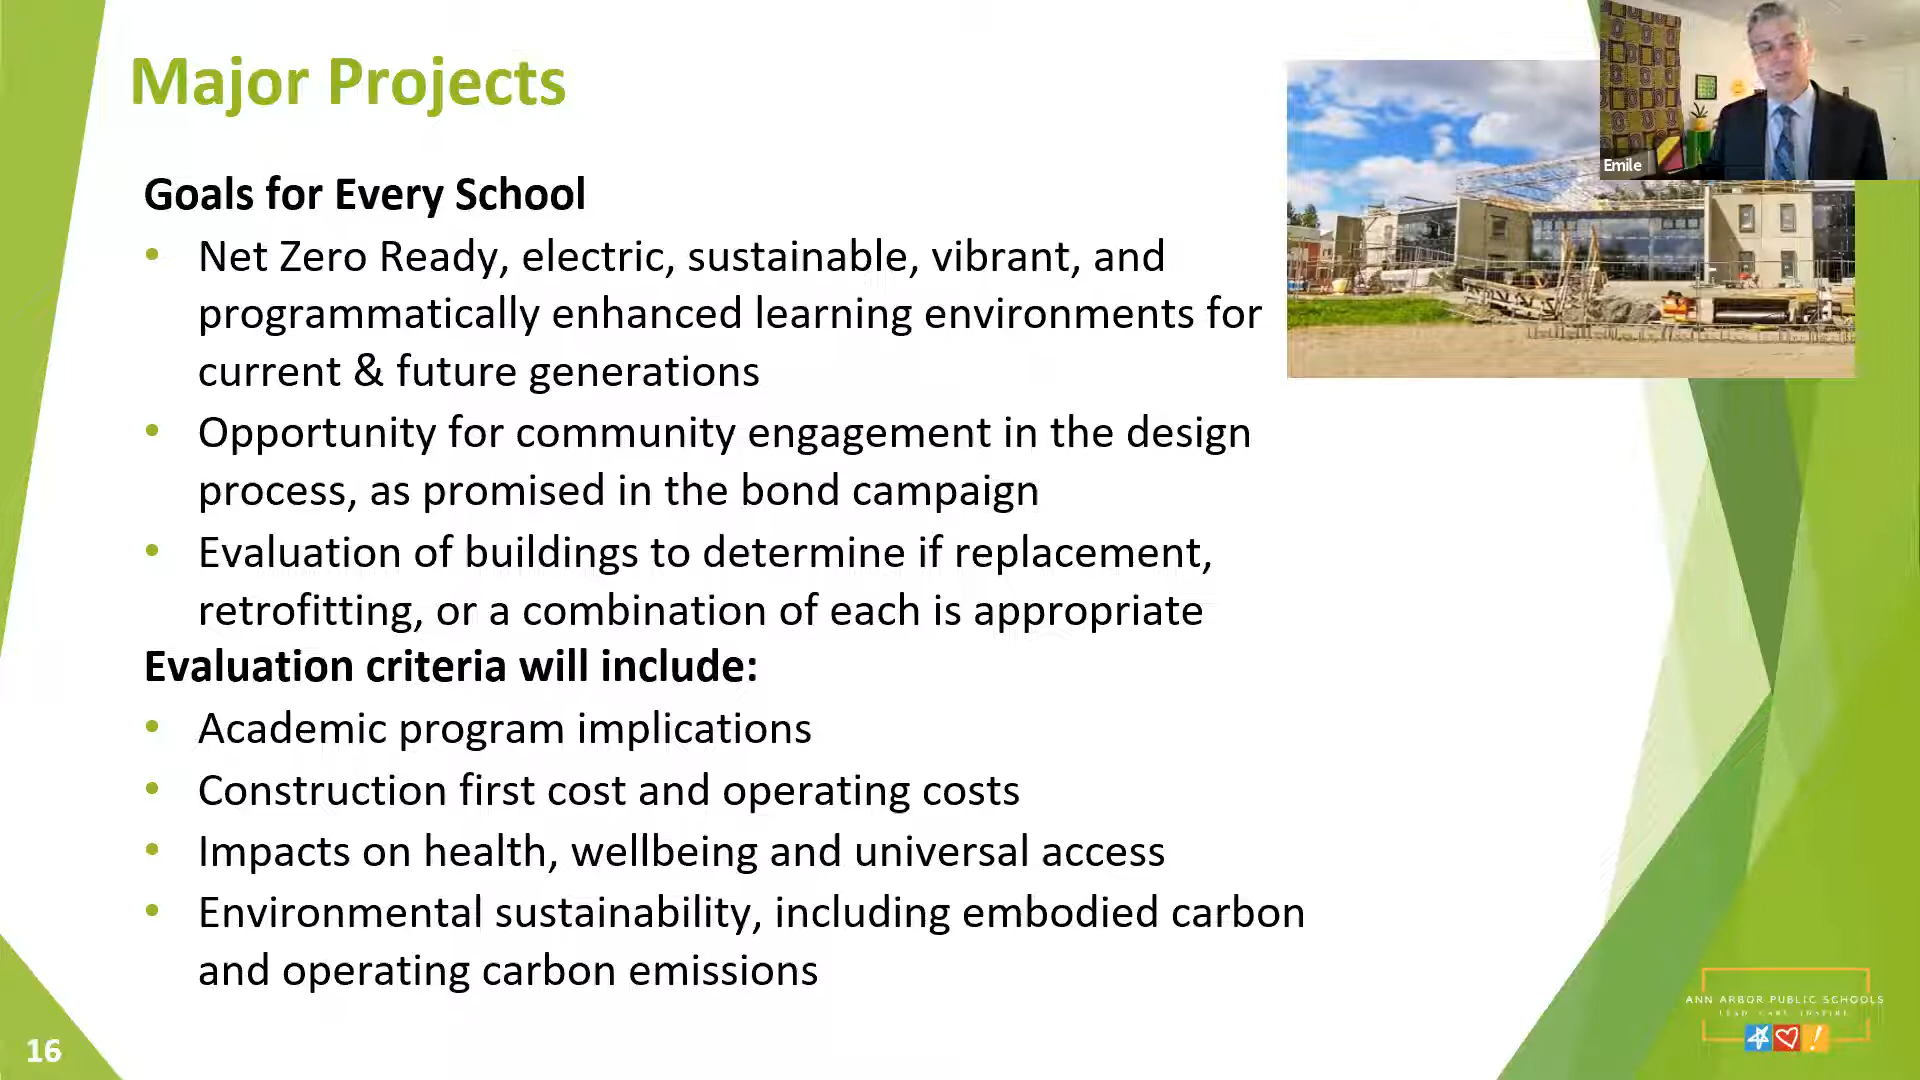 Major Projects
Emile
Goals for Every School
• Net Zero Ready, electric, sustainable, vibrant, and
programmatically enhanced learning environments for
current & future generations
• Opportunity for community engagement in the design
process, as promised in the bond campaign
• Evaluation of buildings to determine if replacement,
retrofitting, or a combination of each is appropriate
Evaluation criteria will include:
• Academic program implications
• Construction first cost and operating costs
• Impacts on health, wellbeing and universal access
• Environmental sustainability, including embodied carbon
and operating carbon emissions
ANN ARBOR PUBLIC SCHOOLS
LEAD CARE INSPIRE
16